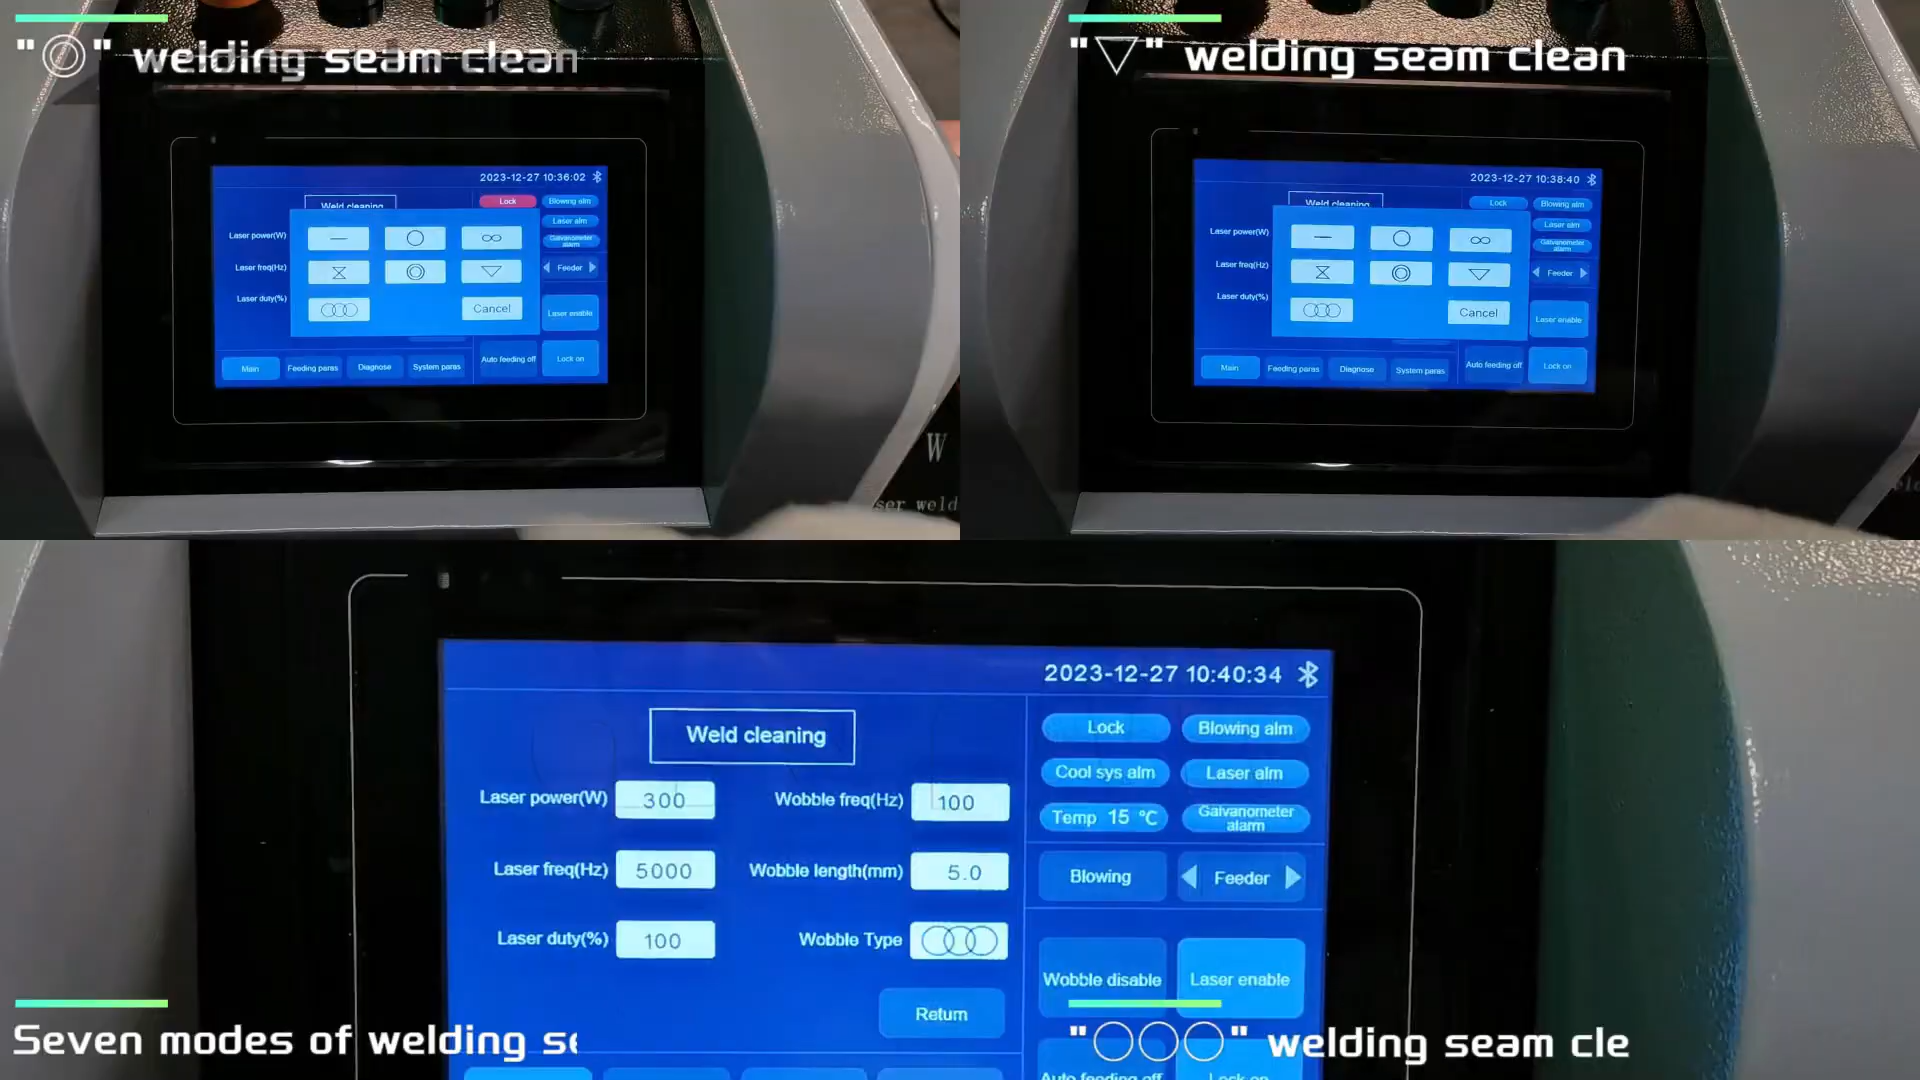 "◎" welding seam clean
2023-12-27 10:36:02
Weld cleaning
Lock
Blowing alm
Laser alm
Galvanometer
alarm
Laser power(W)
Laser freq(Hz)
Laser duty(%)
Feeder
Cancel
Laser enable
Auto feeding off
Lock on
Main
Feeding paras
Diagnose
System paras
W
ser weld
"▽" welding seam clean
2023-12-27 10:38:40
Weld cleaning
Lock
Blowing alm
Laser alm
Galvanometer
alarm
Laser power(W)
Laser freq(Hz)
Laser duty(%)
Feeder
Cancel
Laser enable
Auto feeding off
Lock on
Main
Feeding paras
Diagnose
System paras
2023-12-27 10:40:34
Weld cleaning
Lock
Blowing alm
Cool sys alm
Laser alm
Temp 15 ℃
Galvanometer
alarm
Laser power(W) 300
Wobble freq(Hz) 100
Laser freq(Hz) 5000
Wobble length(mm) 5.0
Laser duty(%) 100
Wobble Type
Blowing
Feeder
Wobble disable
Laser enable
Return
Auto feeding off
Lock on
Seven modes of welding se
"○○○" welding seam cle